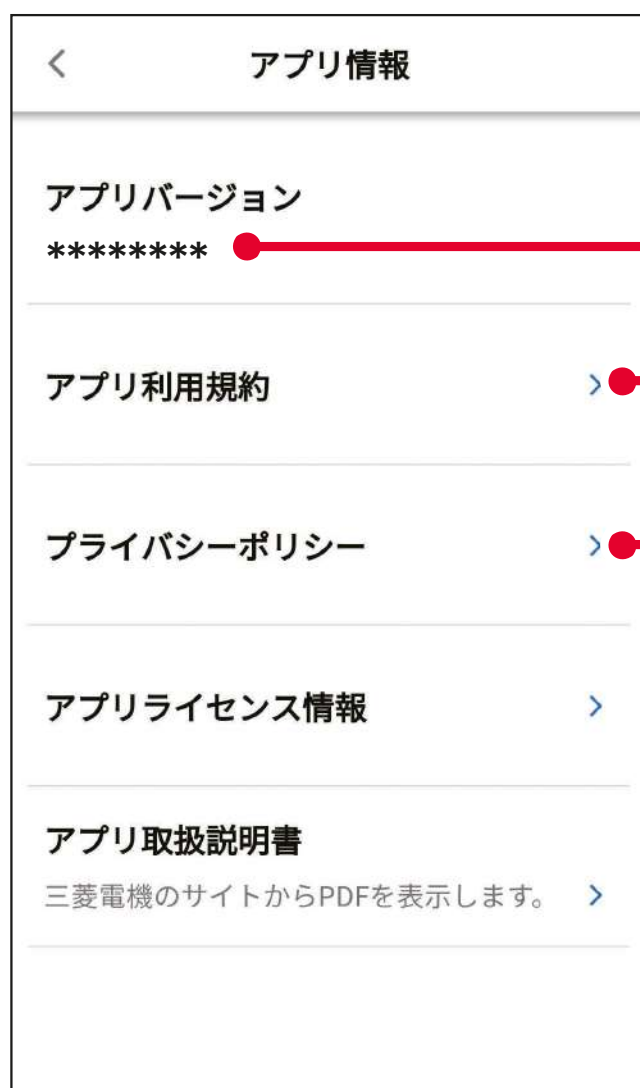 アプリ情報
アプリバージョン
********
アプリ利用規約
プライバシーポリシー
アプリライセンス情報
アプリ取扱説明書
三菱電機のサイトからPDFを表示します。